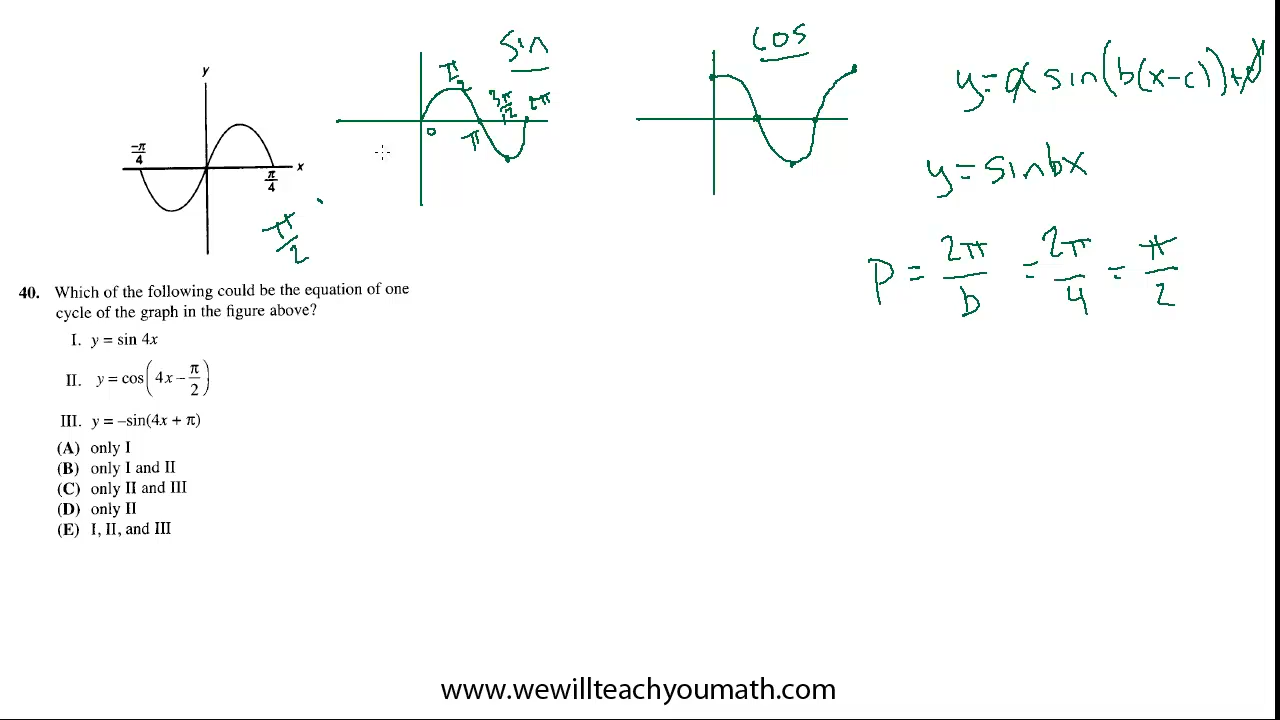 y
-π/4
x
π/4
π/2
sin
π/2
3π/2
2π
0
π
cos
y = a sin(b(x-c))+d
y = sinbx
P = 2π/b = 2π/4 = π/2
40. Which of the following could be the equation of one
cycle of the graph in the figure above?
I. y = sin 4x
II. y = cos(4x – π/2)
III. y = –sin(4x + π)
(A) only I
(B) only I and II
(C) only II and III
(D) only II
(E) I, II, and III
www.wewillteachyoumath.com